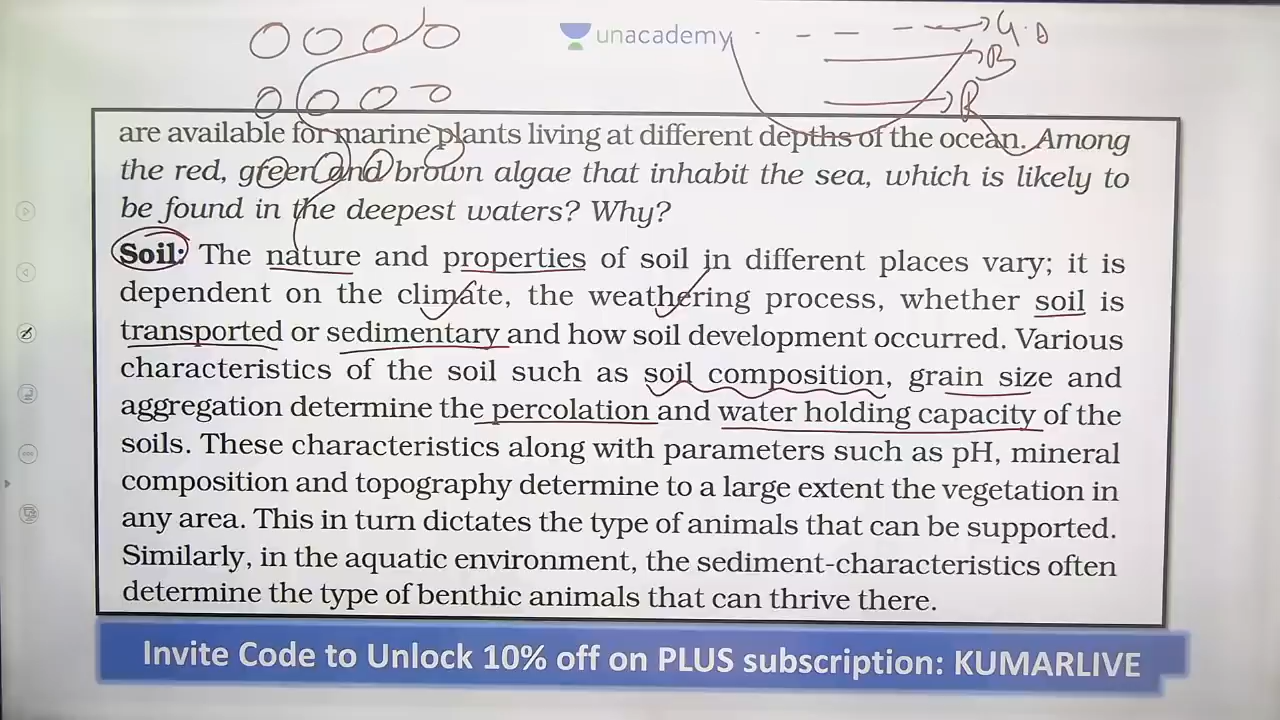 unacademy
G.D
B
R
are available for marine plants living at different depths of the ocean. Among
the red, green and brown algae that inhabit the sea, which is likely to
be found in the deepest waters? Why?
Soil: The nature and properties of soil in different places vary; it is
dependent on the climate, the weathering process, whether soil is
transported or sedimentary and how soil development occurred. Various
characteristics of the soil such as soil composition, grain size and
aggregation determine the percolation and water holding capacity of the
soils. These characteristics along with parameters such as pH, mineral
composition and topography determine to a large extent the vegetation in
any area. This in turn dictates the type of animals that can be supported.
Similarly, in the aquatic environment, the sediment-characteristics often
determine the type of benthic animals that can thrive there.
Invite Code to Unlock 10% off on PLUS subscription: KUMARLIVE